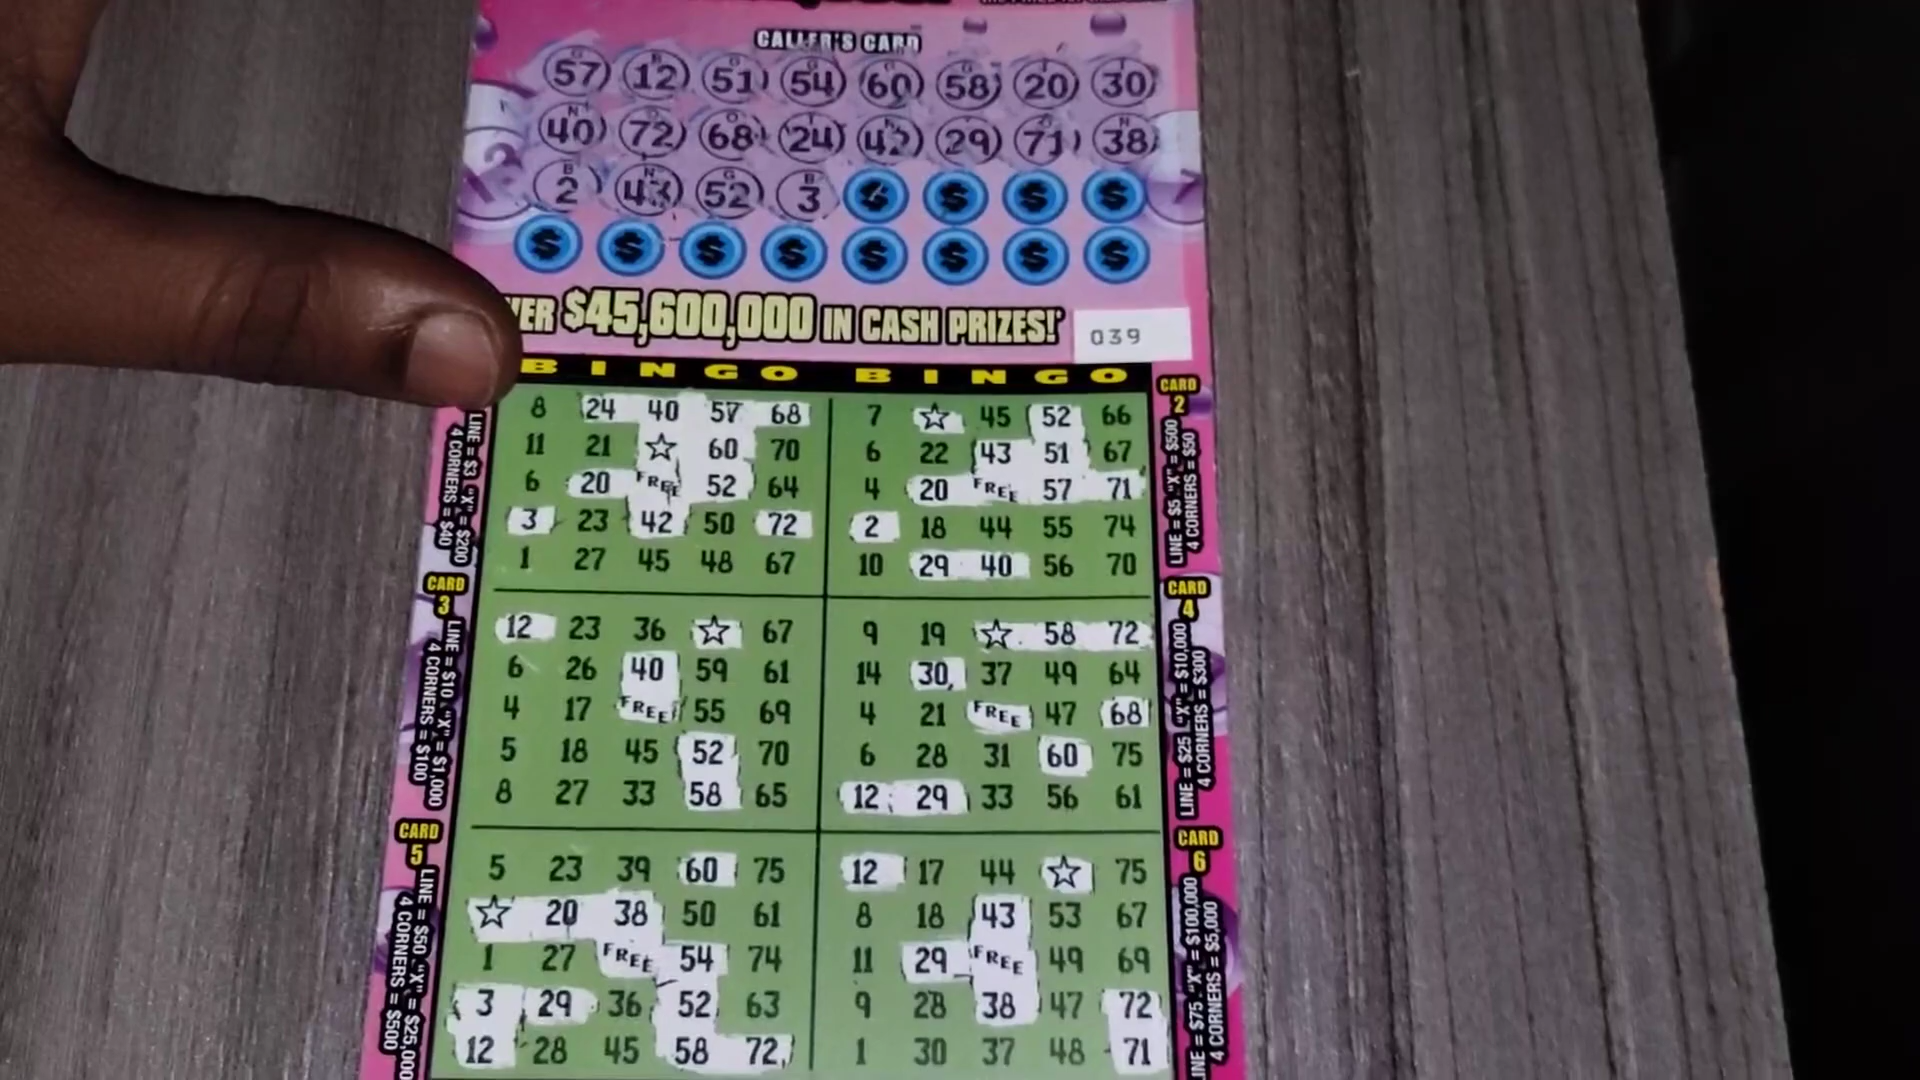 CALLER'S CARD
G B G G G G I I
57 12 51 54 60 58 20 30
40 72 68 24 42 29 71 38
2 43 52 3 $ $ $ $
$ $ $ $ $ $ $ $
$45,600,000 IN CASH PRIZES!
039
B I N G O B I N G O
8 24 40 57 68
11 21 ☆ 60 70
6 20 FREE 52 64
3 23 42 50 72
1 27 45 48 67
LINE = $3 "X" = $200
4 CORNERS = $40
7 ☆ 45 52 66
6 22 43 51 67
4 20 FREE 57 71
2 18 44 55 74
10 29 40 56 70
CARD
2
LINE = $5 "X" = $500
4 CORNERS = $50
CARD
3
LINE = $10 "X" = $1,000
4 CORNERS = $100
12 23 36 ☆ 67
6 26 40 59 61
4 17 FREE 55 69
5 18 45 52 70
8 27 33 58 65
9 19 ☆ 58 72
14 30 37 49 64
4 21 FREE 47 68
6 28 31 60 75
12 29 33 56 61
CARD
4
LINE = $25 "X" = $10,000
4 CORNERS = $300
CARD
5
LINE = $50 "X" = $25,000
4 CORNERS = $500
5 23 39 60 75
☆ 20 38 50 61
1 27 FREE 54 74
3 29 36 52 63
12 28 45 58 72
12 17 44 ☆ 75
8 18 43 53 67
11 29 FREE 49 69
9 28 38 47 72
1 30 37 48 71
CARD
6
LINE = $75 "X" = $100,000
4 CORNERS = $5,000